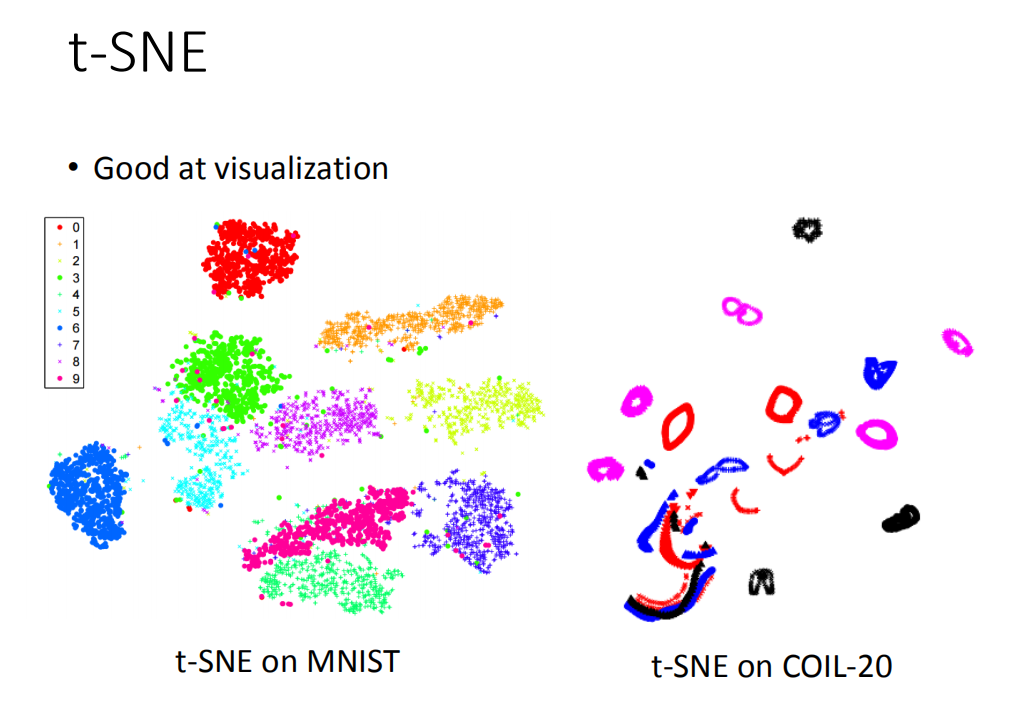 t-SNE
• Good at visualization
0
1
2
3
4
5
6
7
8
9
t-SNE on MNIST
t-SNE on COIL-20